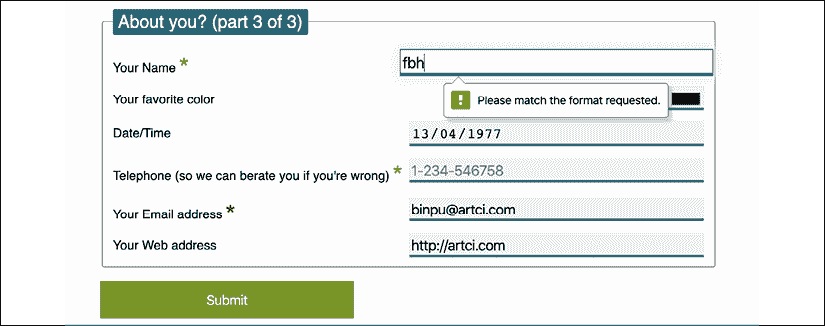 About you? (part 3 of 3)
Your Name * fbh
Please match the format requested.
Your favorite color
Date/Time 13/04/1977
Telephone (so we can berate you if you're wrong) * 1-234-546758
Your Email address * binpu@artci.com
Your Web address http://artci.com
Submit